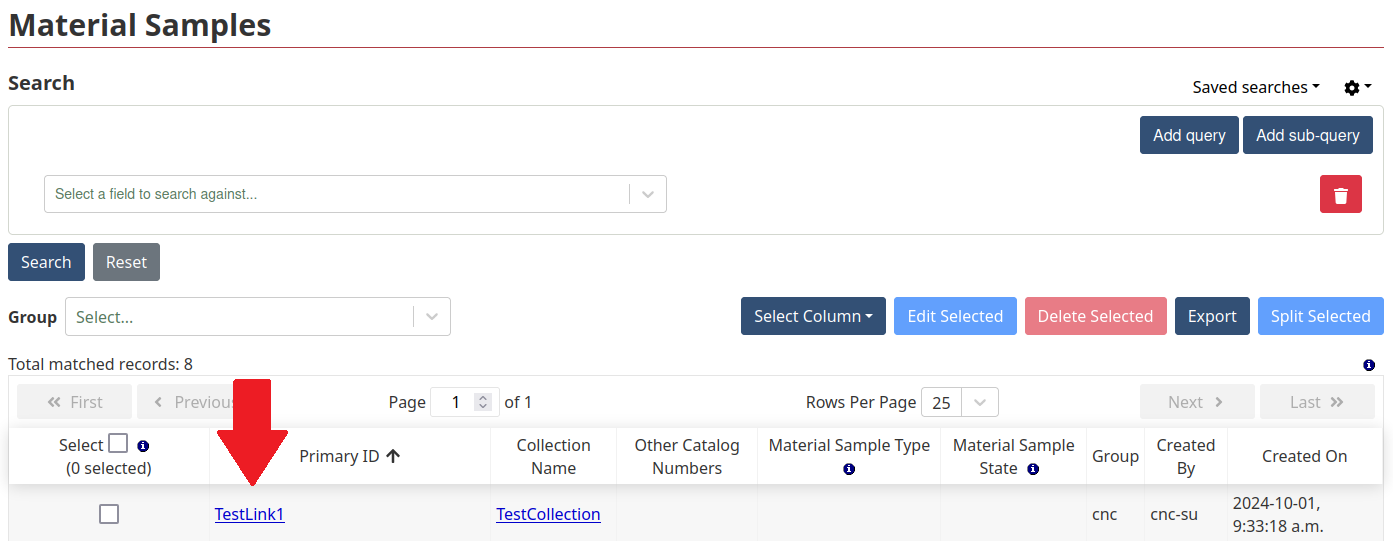 Material Samples
Search
Saved searches
Add query Add sub-query
Select a field to search against...
Search Reset
Group Select... Select Column Edit Selected Delete Selected Export Split Selected
Total matched records: 8
First Previou Page 1 of 1 Rows Per Page 25 Next Last
Select Collection Other Catalog Material Sample Type Material Sample Created
Primary ID Group Created On
(0 selected) Name Numbers State By
2024-10-01,
TestLink1 TestCollection cnc cnc-su
9:33:18 a.m.